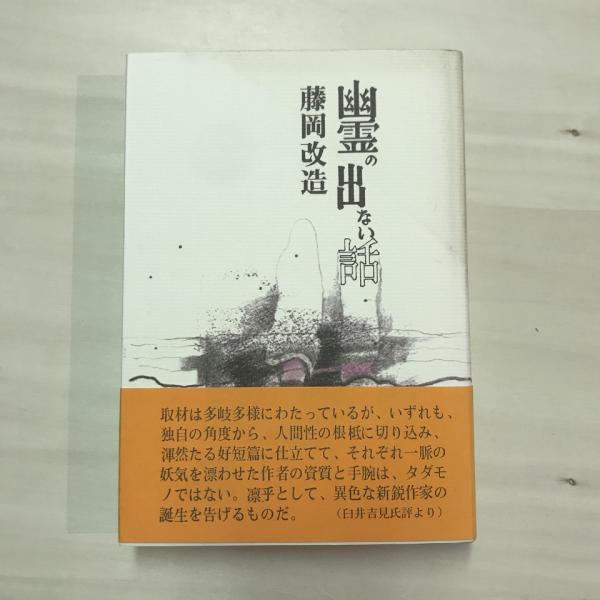 幽霊の出ない話
藤岡改造
取材は多岐多様にわたっているが、いずれも、
独自の角度から、人間性の根柢に切り込み、
渾然たる好短篇に仕立てて、それぞれ一脈の
妖気を漂わせた作者の資質と手腕は、タダモ
ノではない。凛乎として、異色な新鋭作家の
誕生を告げるものだ。　（臼井吉見氏評より）